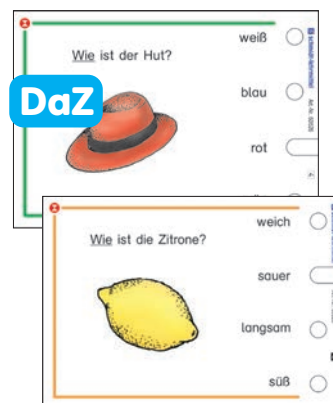 weiß
Wie ist der Hut?
DaZ
blau
rot
weich
Wie ist die Zitrone?
sauer
langsam
süß